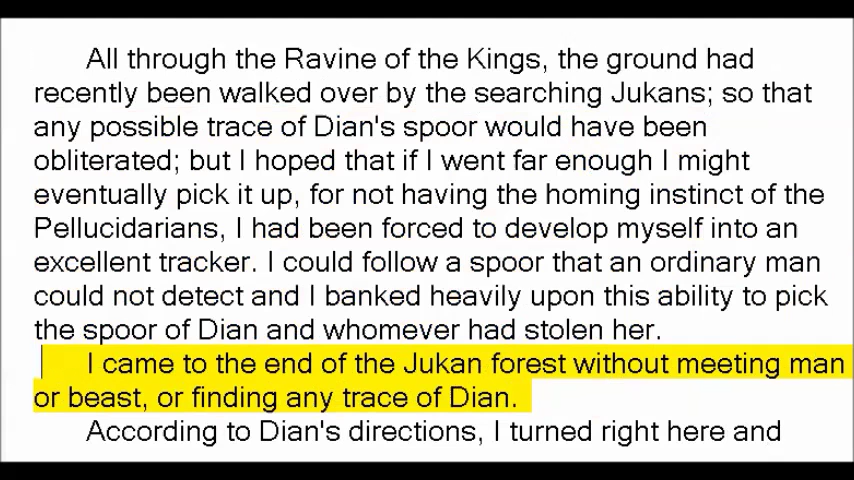 All through the Ravine of the Kings, the ground had
recently been walked over by the searching Jukans; so that
any possible trace of Dian's spoor would have been
obliterated; but I hoped that if I went far enough I might
eventually pick it up, for not having the homing instinct of the
Pellucidarians, I had been forced to develop myself into an
excellent tracker. I could follow a spoor that an ordinary man
could not detect and I banked heavily upon this ability to pick
the spoor of Dian and whomever had stolen her.
I came to the end of the Jukan forest without meeting man
or beast, or finding any trace of Dian.
According to Dian's directions, I turned right here and